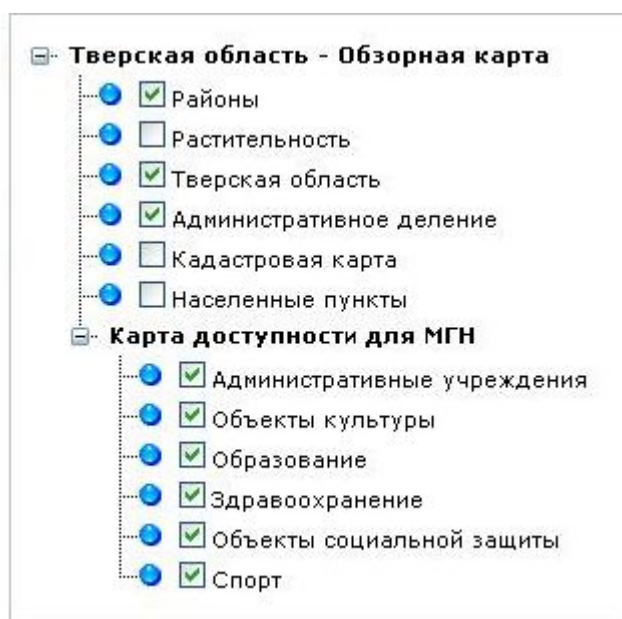 Тверская область - Обзорная карта
Районы
Растительность
Тверская область
Административное деление
Кадастровая карта
Населенные пункты
Карта доступности для МГН
Административные учреждения
Объекты культуры
Образование
Здравоохранение
Объекты социальной защиты
Спорт